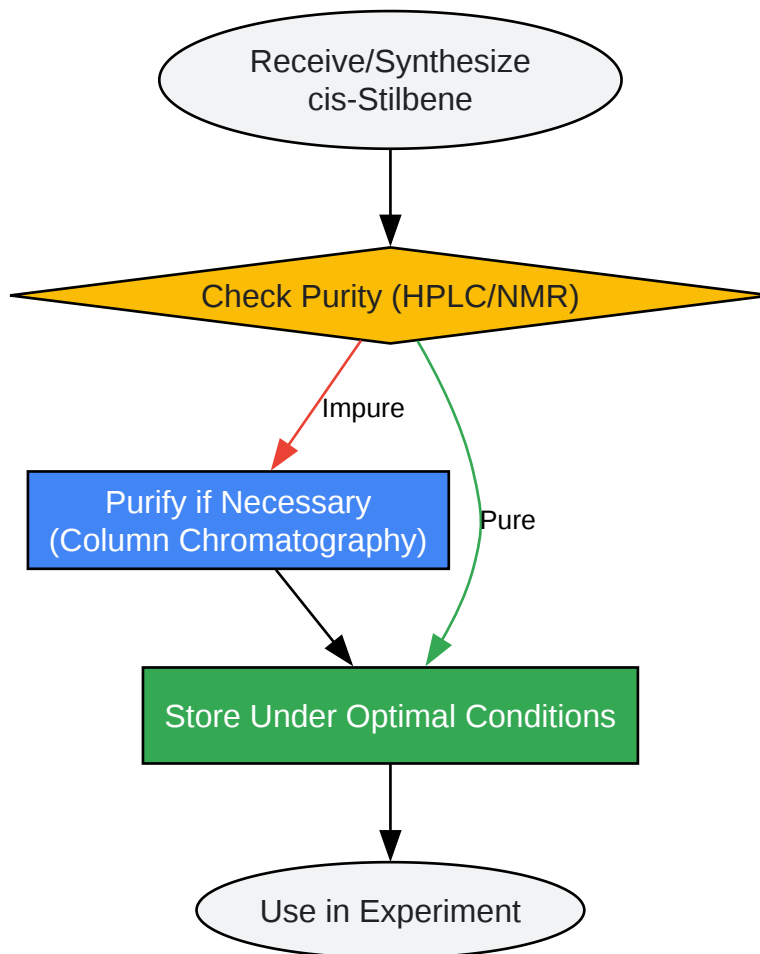 Receive/Synthesize
cis-Stilbene
Check Purity (HPLC/NMR)
Impure
Purify if Necessary
(Column Chromatography)
Pure
Store Under Optimal Conditions
Use in Experiment